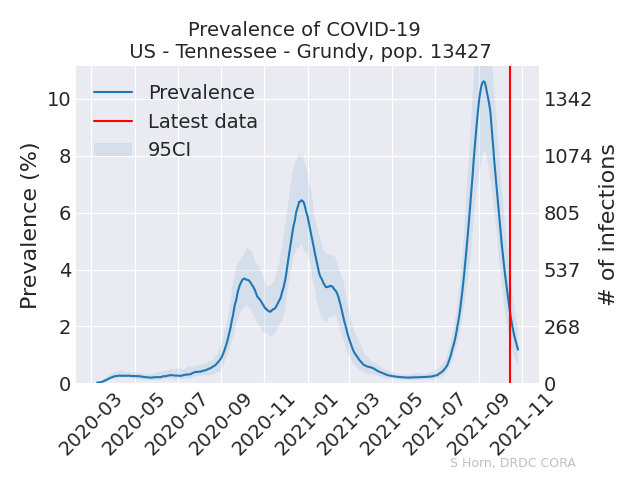 Prevalence of COVID-19
US - Tennessee - Grundy, pop. 13427
Prevalence
Latest data
95CI
Prevalence (%)
10
8
6
4
2
0
1342
1074
805
537
268
0
# of infections
2020-03
2020-05
2020-07
2020-09
2020-11
2021-01
2021-03
2021-05
2021-07
2021-09
2021-11
S Horn, DRDC CORA